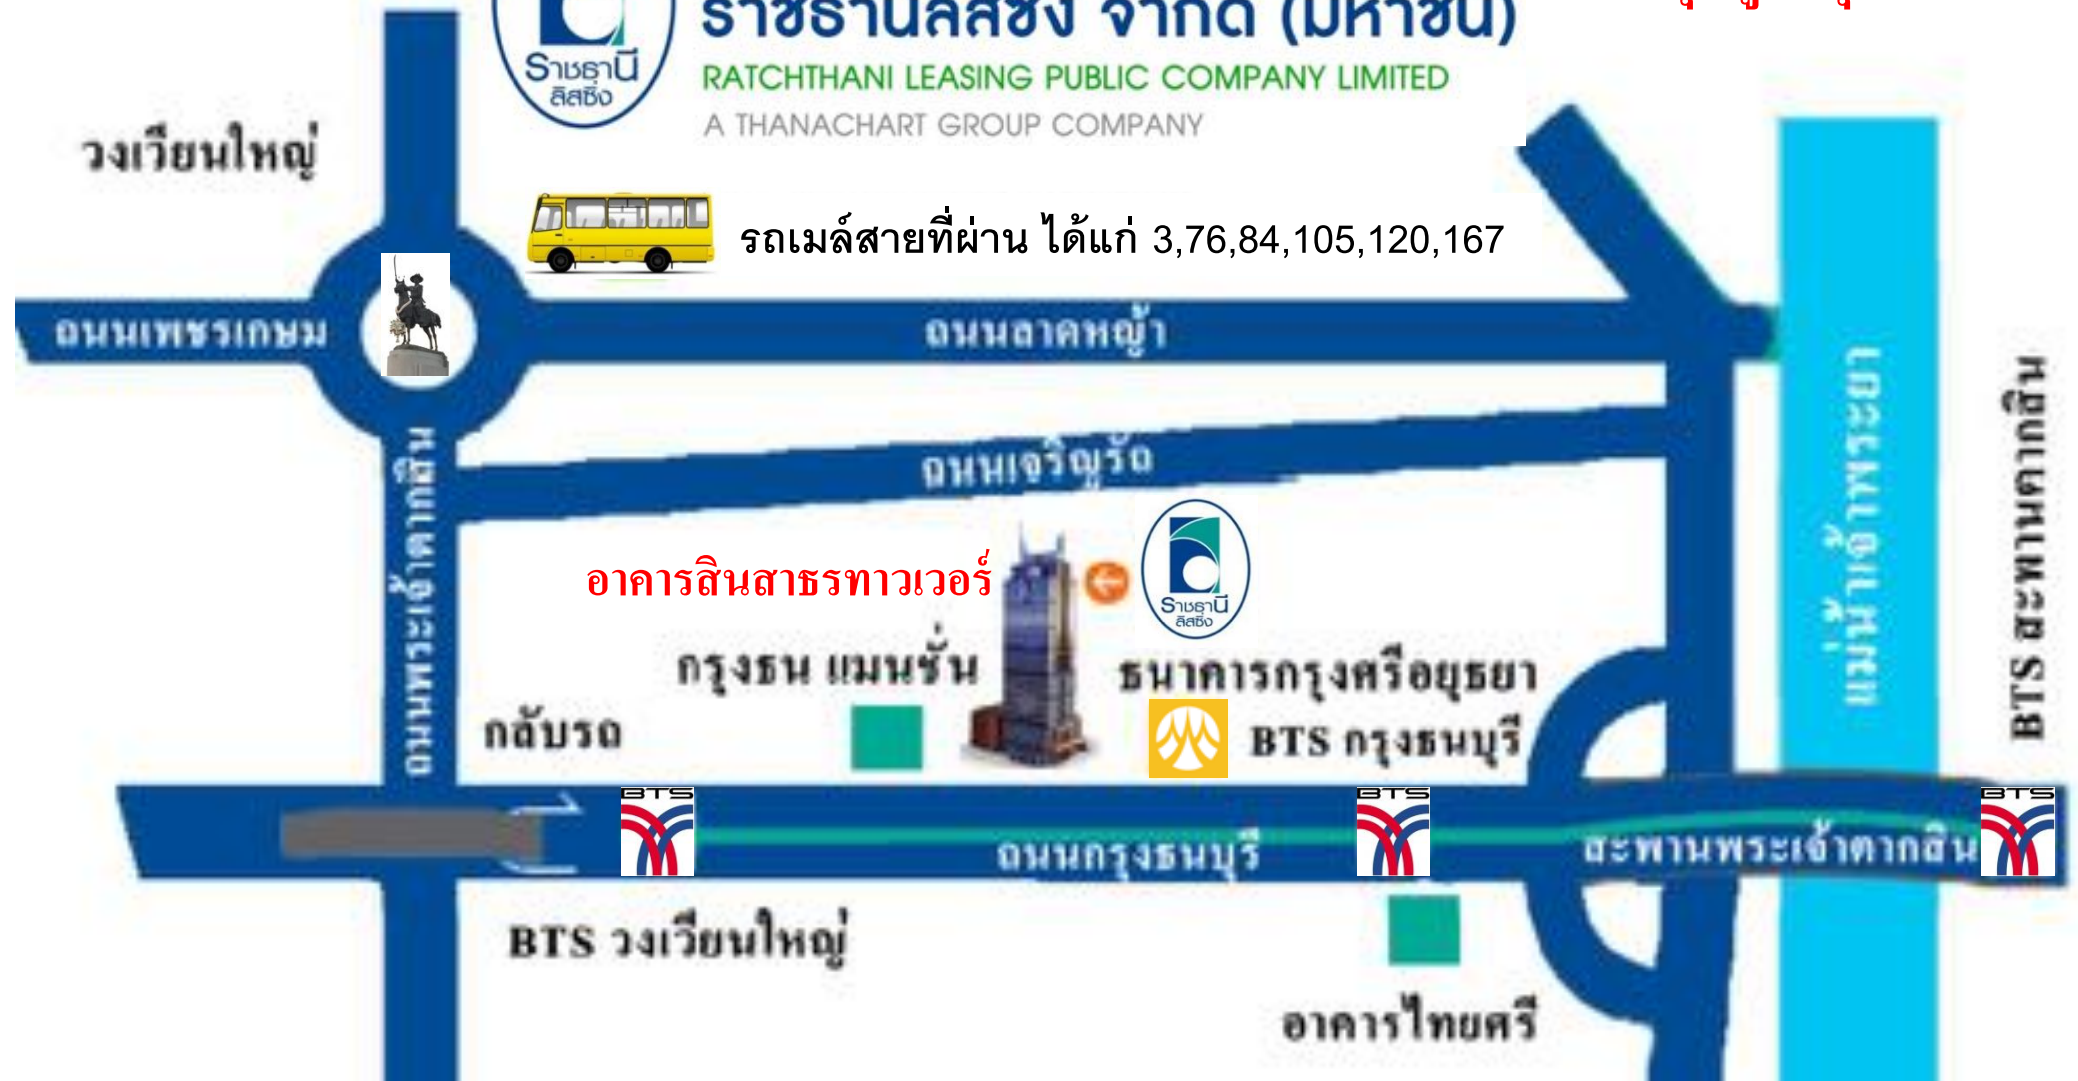 ราชธานีลิสซิ่ง จำกัด (มหาชน)
ราชธานี
ลิสซิ่ง
RATCHTHANI LEASING PUBLIC COMPANY LIMITED
A THANACHART GROUP COMPANY
วงเวียนใหญ่
รถเมล์สายที่ผ่าน ได้แก่ 3,76,84,105,120,167
ถนนเพชรเกษม
ถนนลาดหญ้า
ถนนเจริญรัถ
ถนนพระเจ้าตากสิน
แม่น้ำเจ้าพระยา
BTS สะพานตากสิน
อาคารสินสาธรทาวเวอร์
ราชธานี
ลิสซิ่ง
กรุงธน แมนชั่น
ธนาคารกรุงศรีอยุธยา
กลับรถ
BTS กรุงธนบุรี
BTS
BTS
BTS
ถนนกรุงธนบุรี
สะพานพระเจ้าตากสิน
BTS วงเวียนใหญ่
อาคารไทยศรี